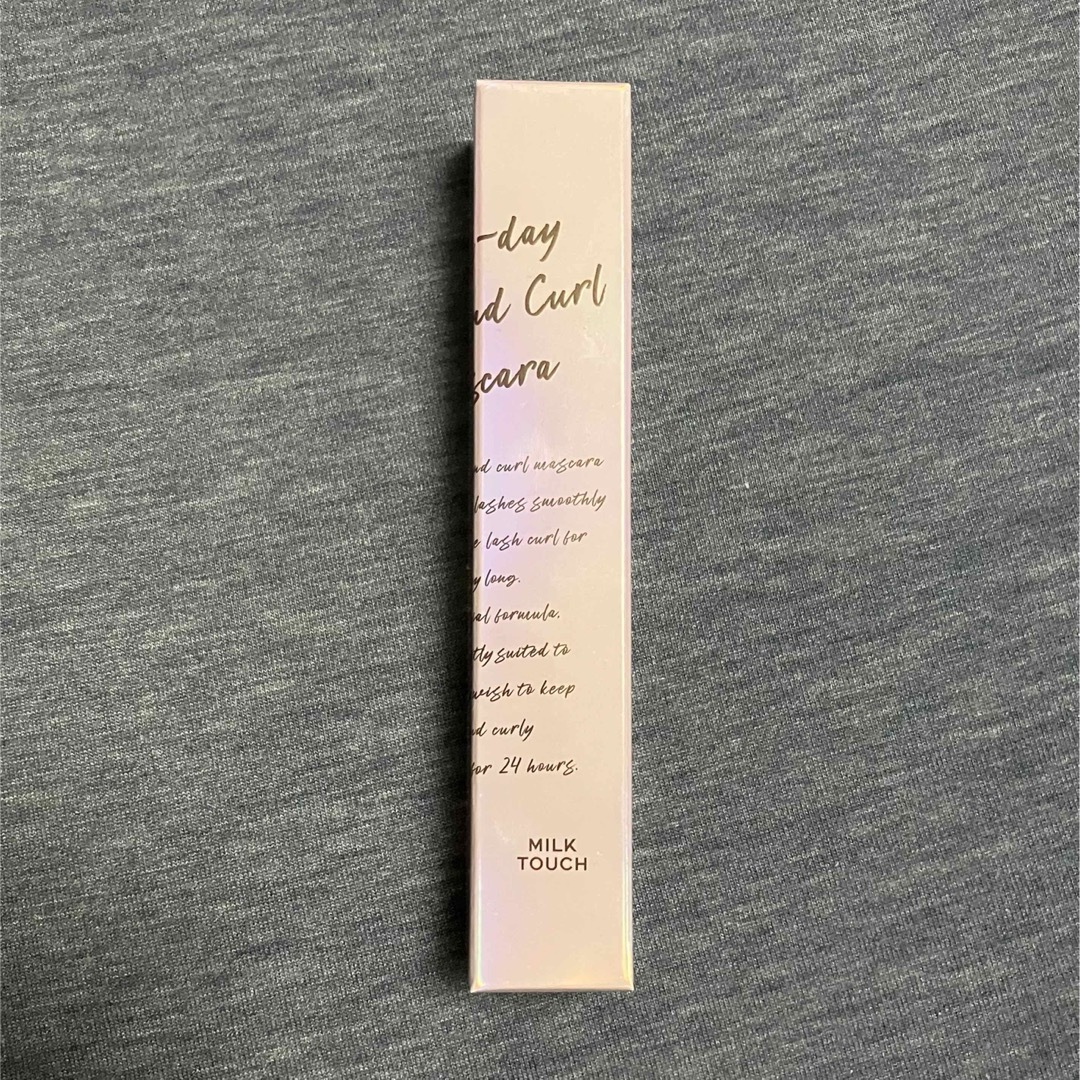 -day
nd Curl
scara
nd curl mascara
lashes smoothly
e lash curl for
y long.
al formula.
tly suited to
wish to keep
nd curly
for 24 hours.
MILK
TOUCH